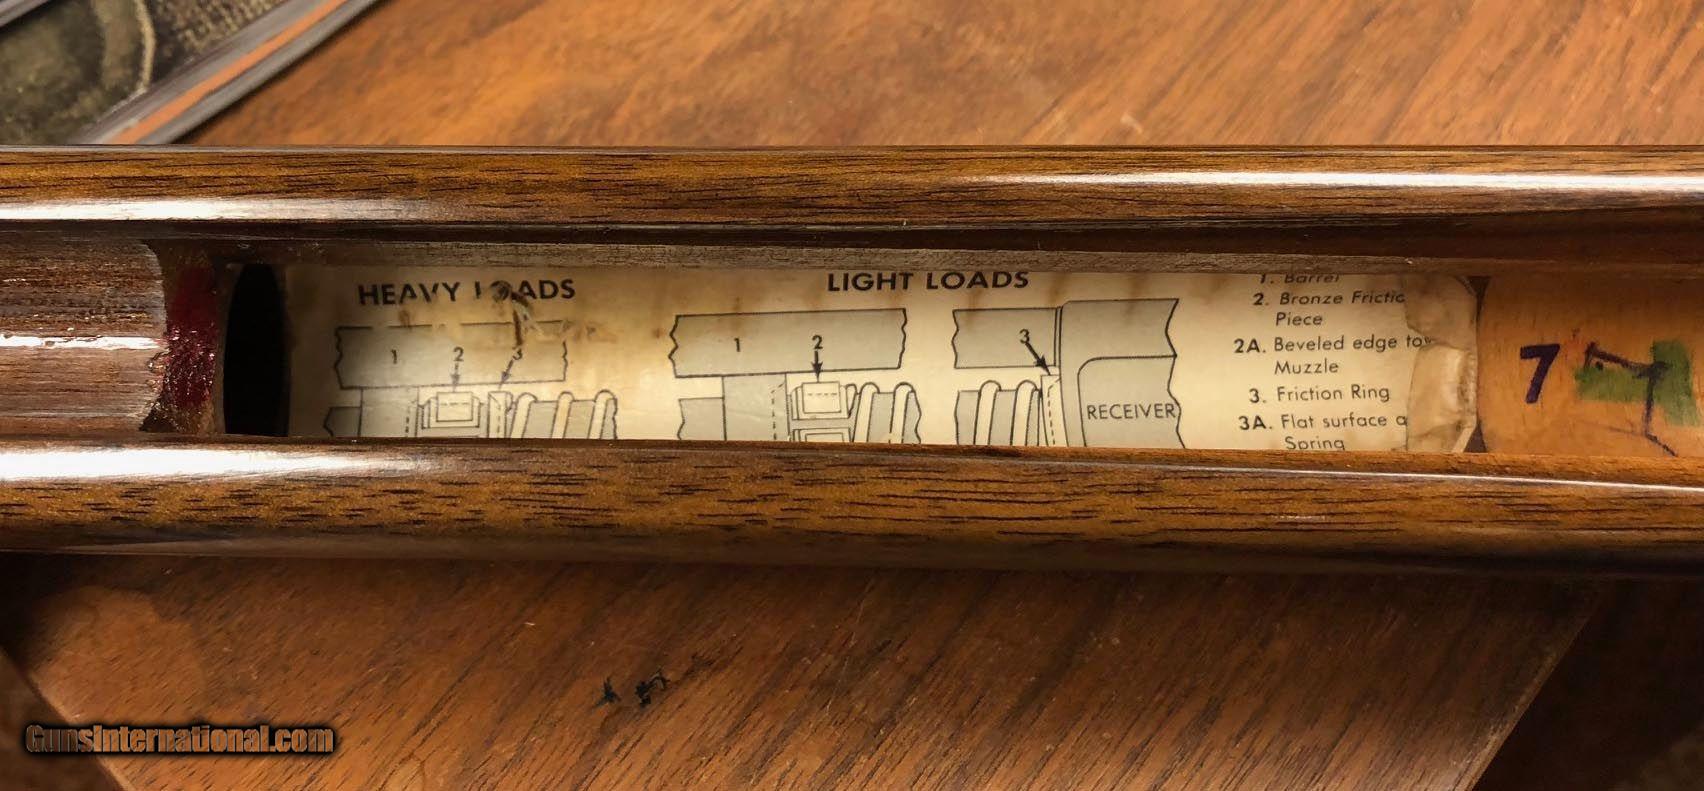 HEAVY LOADS
1
2
3
LIGHT LOADS
1
2
3
RECEIVER
1. Barrel
2. Bronze Frictio
Piece
2A. Beveled edge tow
Muzzle
3. Friction Ring
3A. Flat surface a
Spring
7
GunsInternational.com